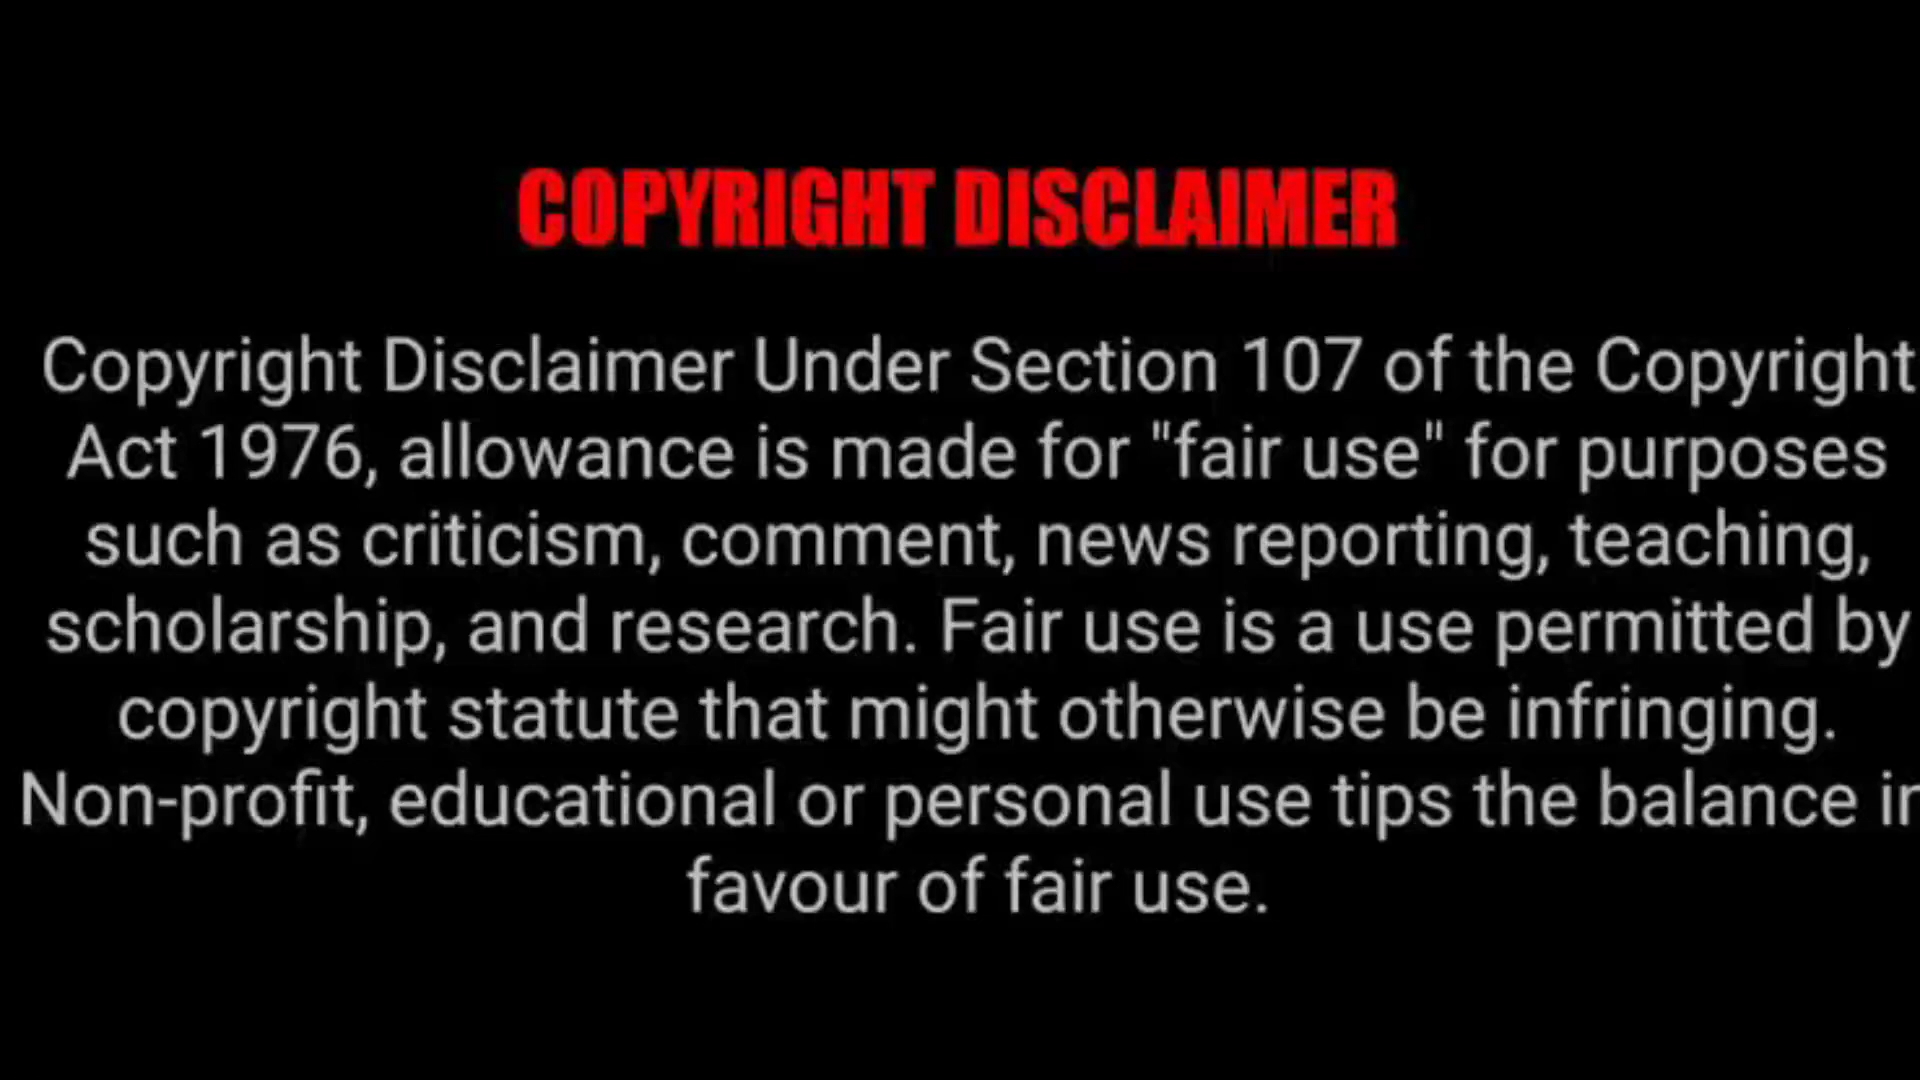 COPYRIGHT DISCLAIMER
Copyright Disclaimer Under Section 107 of the Copyright
Act 1976, allowance is made for "fair use" for purposes
such as criticism, comment, news reporting, teaching,
scholarship, and research. Fair use is a use permitted by
copyright statute that might otherwise be infringing.
Non-profit, educational or personal use tips the balance in
favour of fair use.